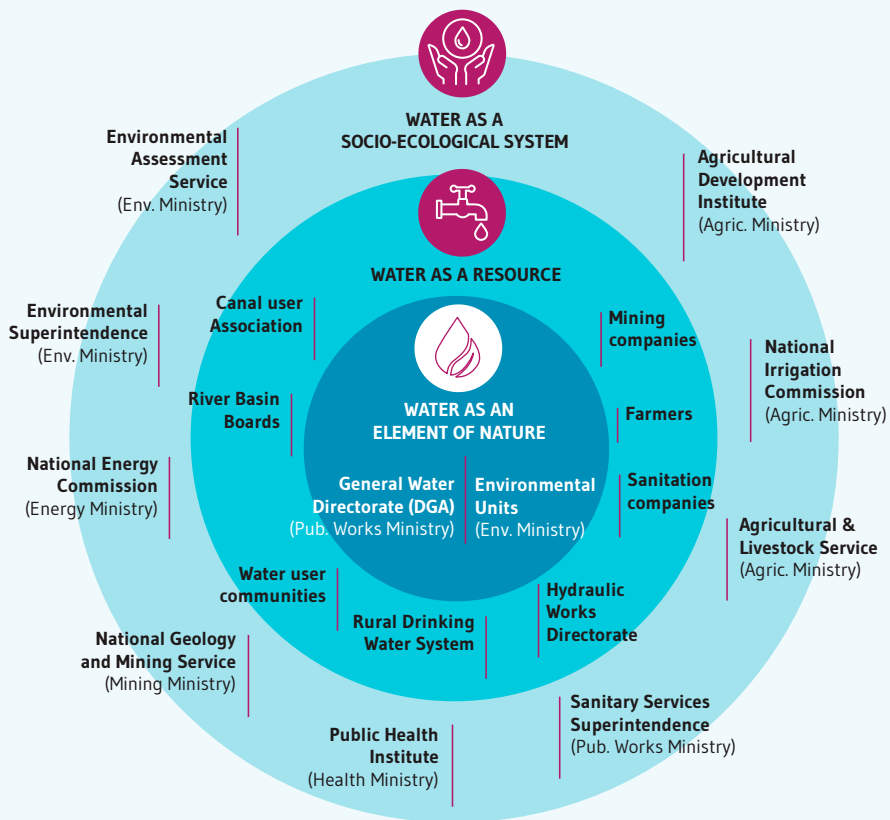 WATER AS A
SOCIO-ECOLOGICAL SYSTEM
Environmental
Assessment
Service
(Env. Ministry)
Agricultural
Development
Institute
(Agric. Ministry)
WATER AS A RESOURCE
Environmental
Superintendence
(Env. Ministry)
Canal user
Association
Mining
companies
National
Irrigation
Commission
(Agric. Ministry)
River Basin
Boards
WATER AS AN
ELEMENT OF NATURE
Farmers
National Energy
Commission
(Energy Ministry)
General Water
Directorate (DGA)
(Pub. Works Ministry)
Environmental
Units
(Env. Ministry)
Sanitation
companies
Agricultural &
Livestock Service
(Agric. Ministry)
Water user
communities
Rural Drinking
Water System
Hydraulic
Works
Directorate
National Geology
and Mining Service
(Mining Ministry)
Public Health
Institute
(Health Ministry)
Sanitary Services
Superintendence
(Pub. Works Ministry)